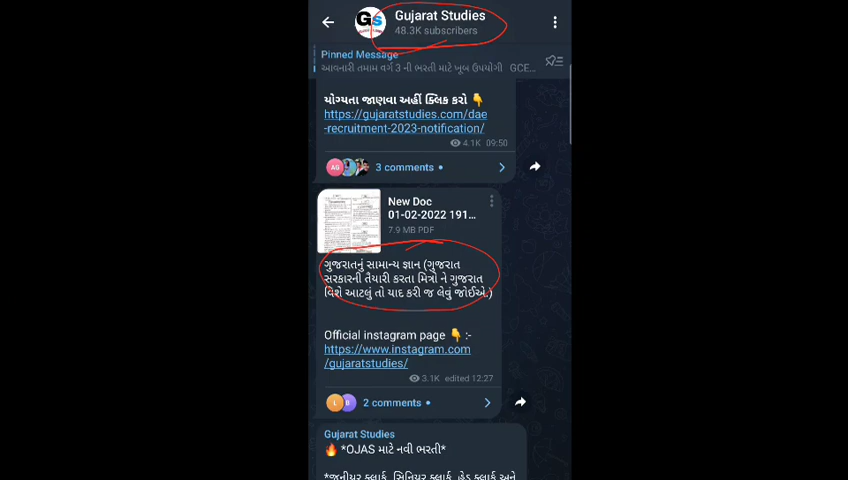 Gujarat Studies
48.3K subscribers
Pinned Message
આવનારી તમામ વર્ગ 3 ની ભરતી માટે ખૂબ ઉપયોગી GCE...
યોગ્યતા જાણવા અહીં ક્લિક કરો 👇
https://gujaratstudies.com/dae
-recruitment-2023-notification/
4.1K 09:50
AG
3 comments
New Doc
01-02-2022 191...
7.9 MB PDF
ગુજરાતનું સામાન્ય જ્ઞાન (ગુજરાત
સરકારની તૈયારી કરતા મિત્રો ને ગુજરાત
વિશે આટલું તો યાદ કરી જ લેવું જોઈએ.)
Official instagram page 👇 :-
https://www.instagram.com
/gujaratstudies/
3.1K edited 12:27
2 comments
Gujarat Studies
🔥 *OJAS માટે નવી ભરતી*
*જુનીયર ક્લાર્ક, સિનિયર ક્લાર્ક, હેડ ક્લાર્ક અને